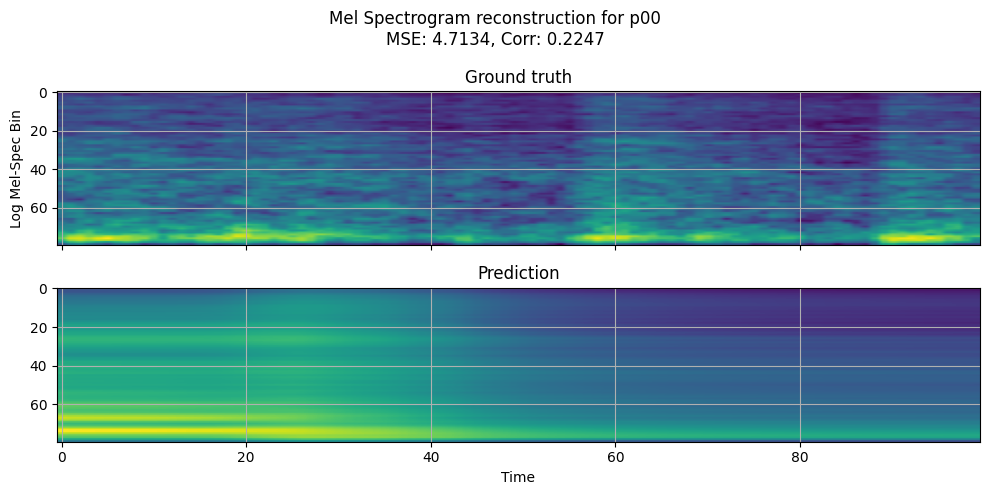 Mel Spectrogram reconstruction for p00
MSE: 4.7134, Corr: 0.2247
Ground truth
0
20
40
60
Log Mel-Spec Bin
Prediction
0
20
40
60
0 20 40 60 80
Time